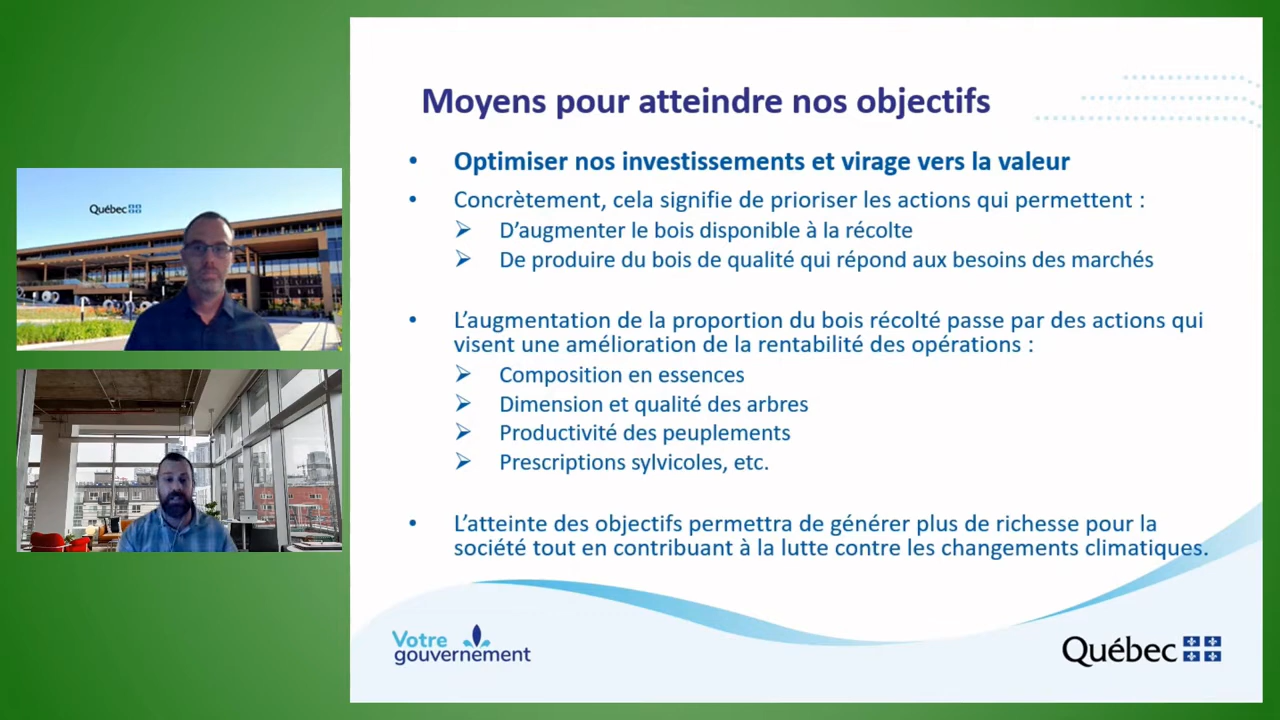 Moyens pour atteindre nos objectifs
• Optimiser nos investissements et virage vers la valeur
• Concrètement, cela signifie de prioriser les actions qui permettent :
➢ D’augmenter le bois disponible à la récolte
➢ De produire du bois de qualité qui répond aux besoins des marchés
• L’augmentation de la proportion du bois récolté passe par des actions qui
visent une amélioration de la rentabilité des opérations :
➢ Composition en essences
➢ Dimension et qualité des arbres
➢ Productivité des peuplements
➢ Prescriptions sylvicoles, etc.
• L’atteinte des objectifs permettra de générer plus de richesse pour la
société tout en contribuant à la lutte contre les changements climatiques.
Votre
gouvernement
Québec
Québec